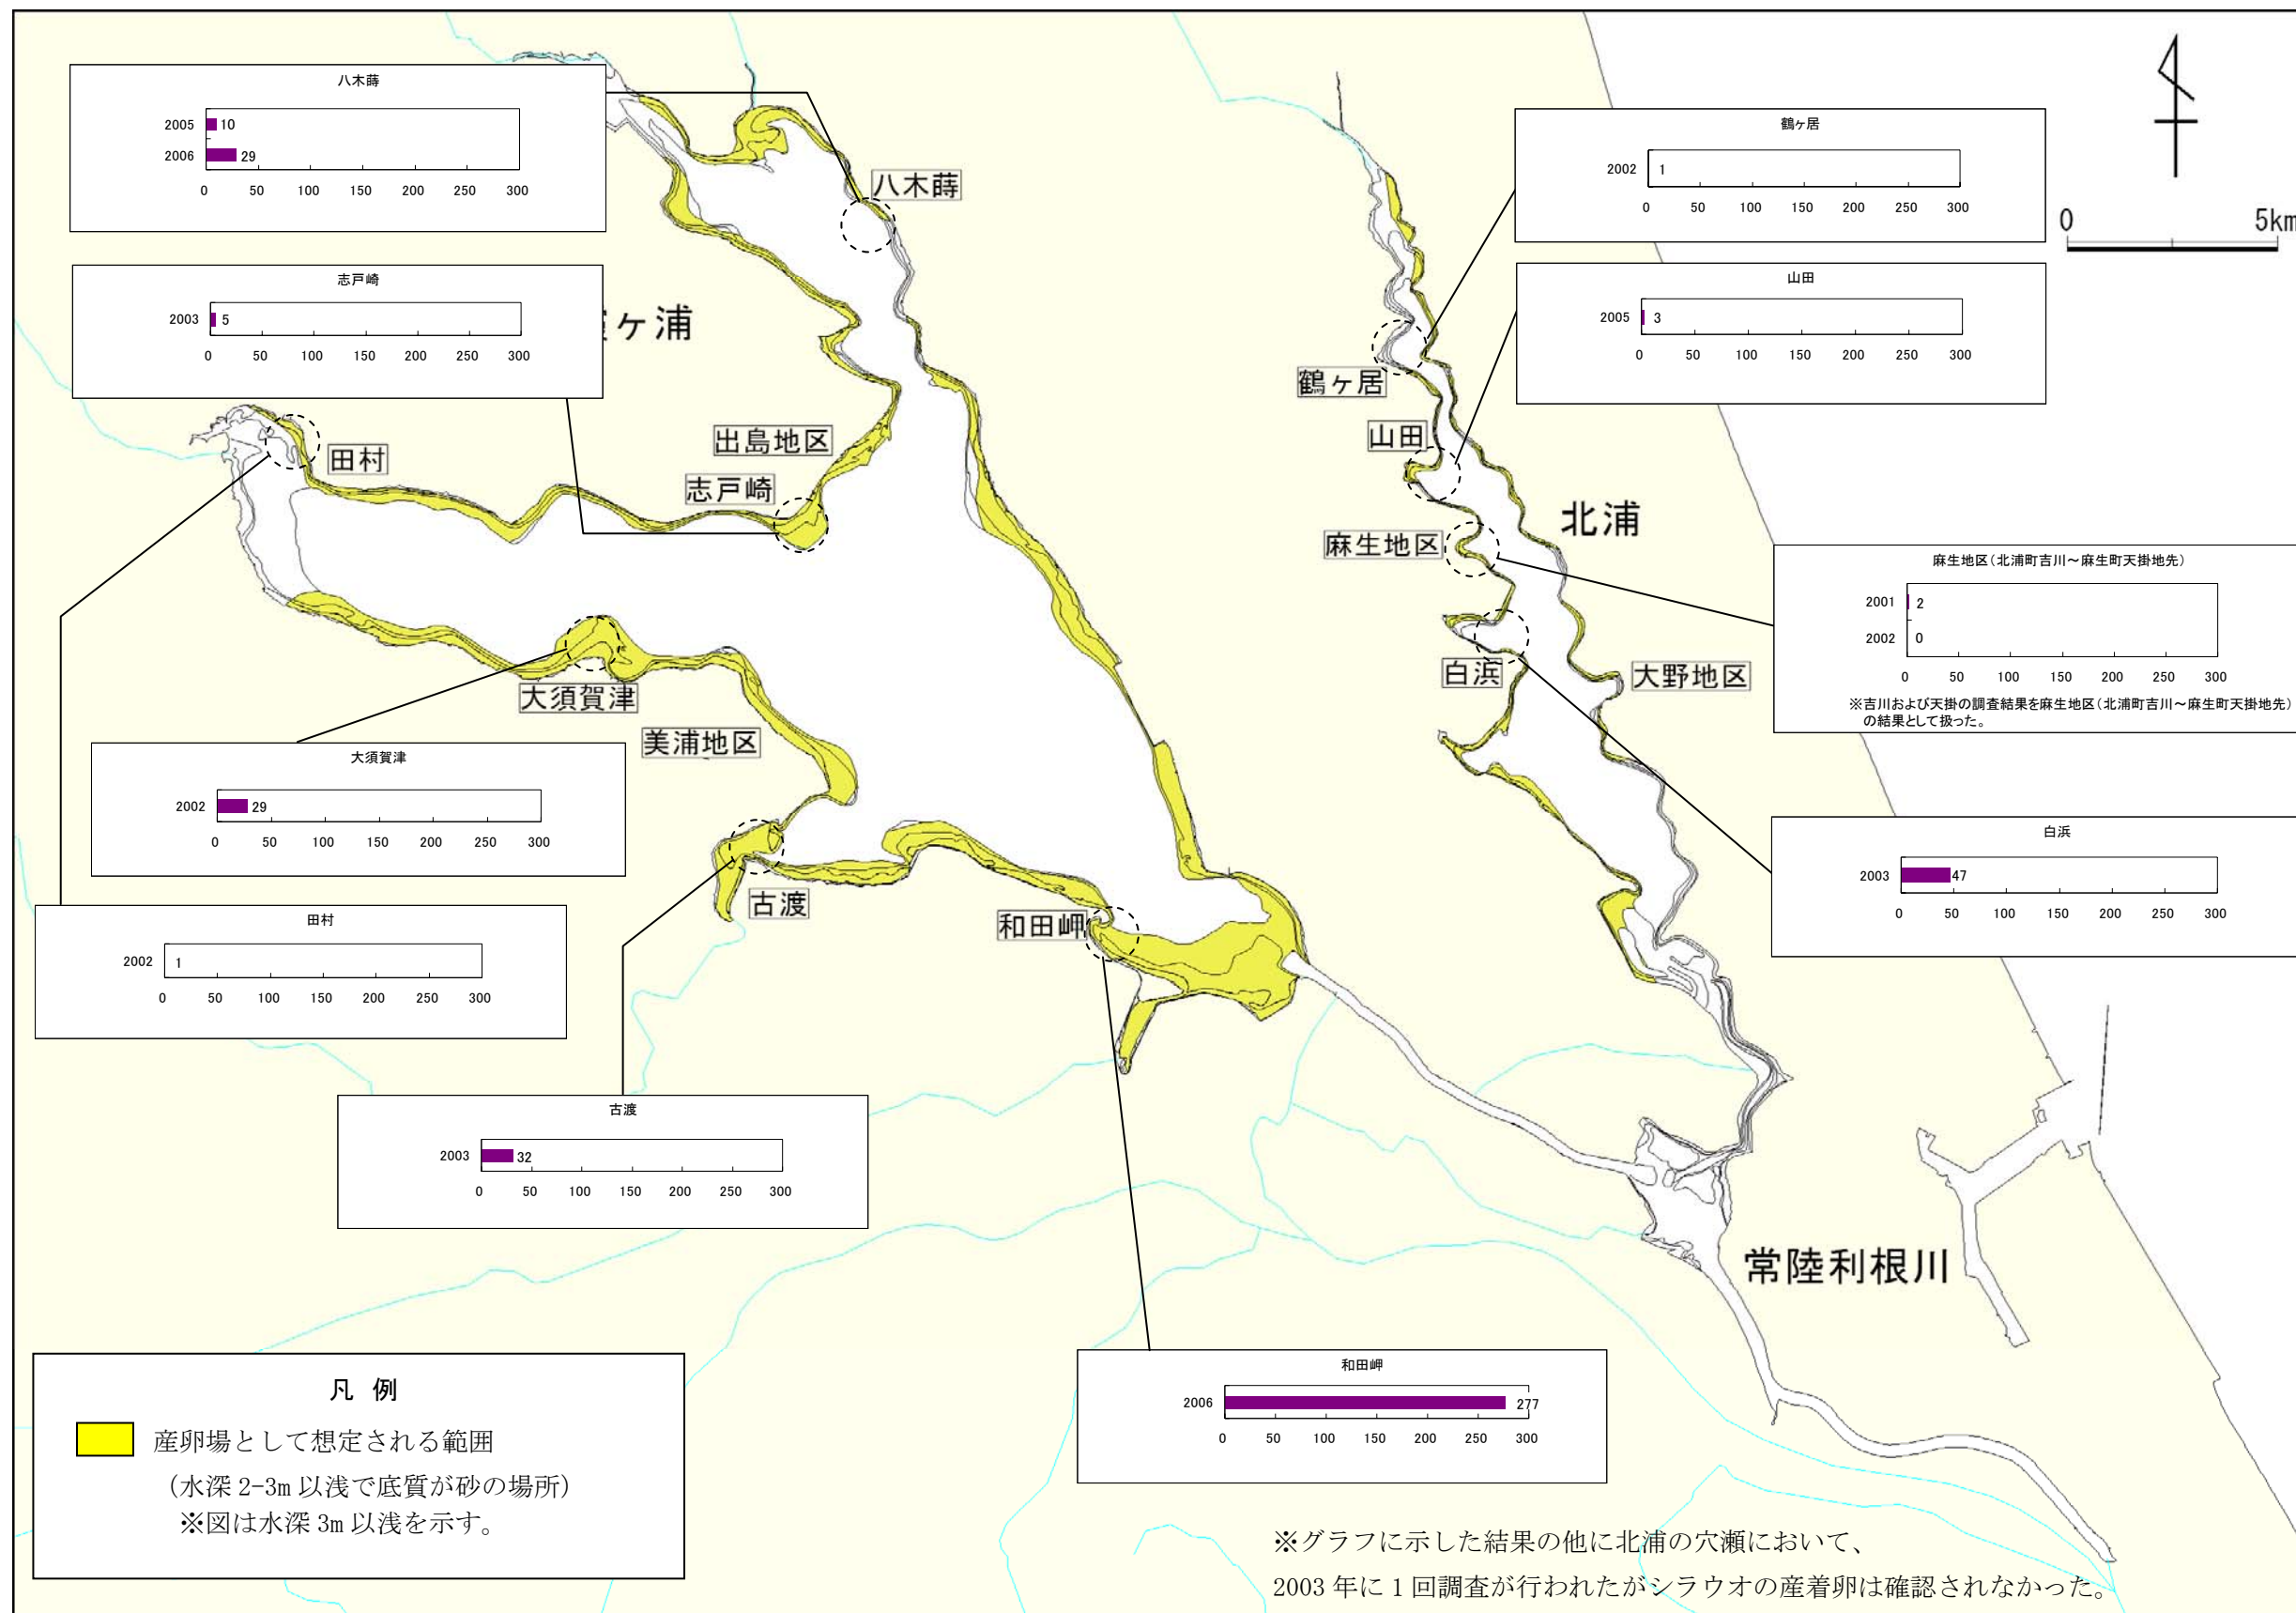 八木蒔
2005
10
2006
29
0 50 100 150 200 250 300
志戸崎
2003
5
0 50 100 150 200 250 300
ヶ浦
八木蒔
田村
出島地区
志戸崎
大須賀津
美浦地区
古渡
和田岬
大須賀津
2002
29
0 50 100 150 200 250 300
田村
2002
1
0 50 100 150 200 250 300
古渡
2003
32
0 50 100 150 200 250 300
和田岬
2006
277
0 50 100 150 200 250 300
鶴ヶ居
2002
1
0 50 100 150 200 250 300
山田
2005
3
0 50 100 150 200 250 300
0 5km
鶴ヶ居
山田
北浦
麻生地区
白浜
大野地区
麻生地区(北浦町吉川～麻生町天掛地先)
2001
2
2002
0
0 50 100 150 200 250 300
※吉川および天掛の調査結果を麻生地区(北浦町吉川～麻生町天掛地先)
の結果として扱った。
白浜
2003
47
0 50 100 150 200 250 300
常陸利根川
凡 例
産卵場として想定される範囲
(水深 2-3m 以浅で底質が砂の場所)
※図は水深 3m 以浅を示す。
※グラフに示した結果の他に北浦の穴瀬において、
2003 年に 1 回調査が行われたがシラウオの産着卵は確認されなかった。